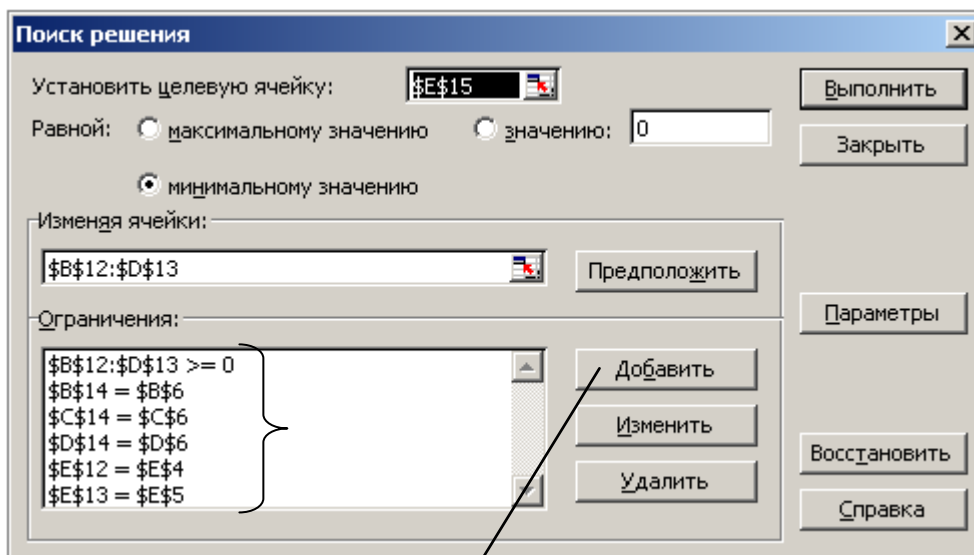 Поиск решения
Установить целевую ячейку: $E$15 Выполнить
Равной: максимальному значению значению: 0 Закрыть
минимальному значению
Изменяя ячейки:
$B$12:$D$13 Предположить
Ограничения: Параметры
$B$12:$D$13 >= 0 Добавить
$B$14 = $B$6
$C$14 = $C$6 Изменить
$D$14 = $D$6
$E$12 = $E$4 Восстановить
$E$13 = $E$5 Удалить
Справка